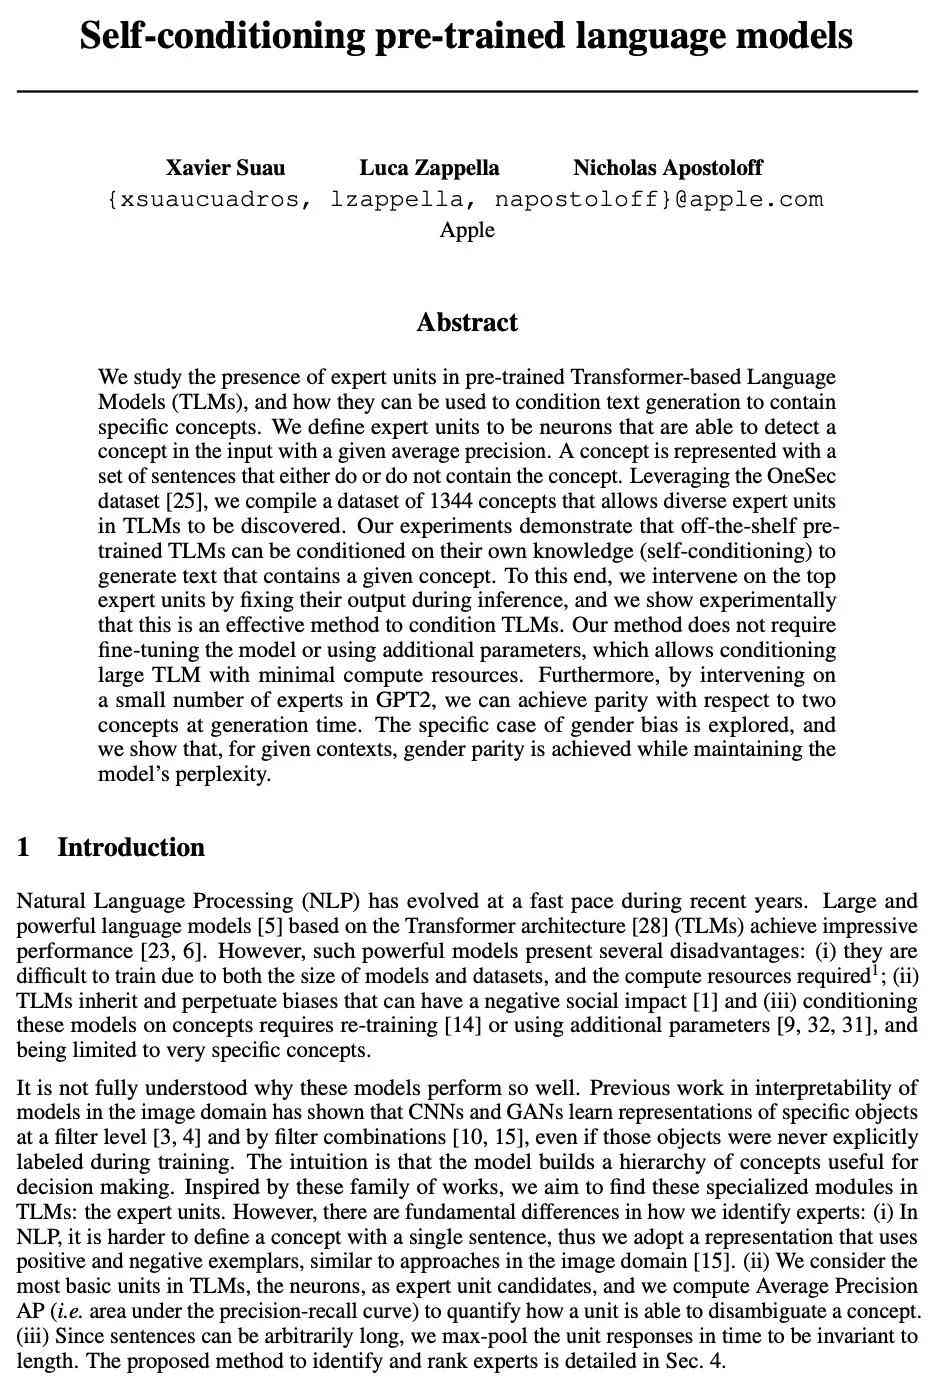 Self-conditioning pre-trained language models
Xavier Suau Luca Zappella Nicholas Apostoloff
{xsuaucuadros, lzappella, napostoloff}@apple.com
Apple
Abstract
We study the presence of expert units in pre-trained Transformer-based Language
Models (TLMs), and how they can be used to condition text generation to contain
specific concepts. We define expert units to be neurons that are able to detect a
concept in the input with a given average precision. A concept is represented with a
set of sentences that either do or do not contain the concept. Leveraging the OneSec
dataset [25], we compile a dataset of 1344 concepts that allows diverse expert units
in TLMs to be discovered. Our experiments demonstrate that off-the-shelf pre-
trained TLMs can be conditioned on their own knowledge (self-conditioning) to
generate text that contains a given concept. To this end, we intervene on the top
expert units by fixing their output during inference, and we show experimentally
that this is an effective method to condition TLMs. Our method does not require
fine-tuning the model or using additional parameters, which allows conditioning
large TLM with minimal compute resources. Furthermore, by intervening on
a small number of experts in GPT2, we can achieve parity with respect to two
concepts at generation time. The specific case of gender bias is explored, and
we show that, for given contexts, gender parity is achieved while maintaining the
model's perplexity.
1 Introduction
Natural Language Processing (NLP) has evolved at a fast pace during recent years. Large and
powerful language models [5] based on the Transformer architecture [28] (TLMs) achieve impressive
performance [23, 6]. However, such powerful models present several disadvantages: (i) they are
difficult to train due to both the size of models and datasets, and the compute resources required1; (ii)
TLMs inherit and perpetuate biases that can have a negative social impact [1] and (iii) conditioning
these models on concepts requires re-training [14] or using additional parameters [9, 32, 31], and
being limited to very specific concepts.
It is not fully understood why these models perform so well. Previous work in interpretability of
models in the image domain has shown that CNNs and GANs learn representations of specific objects
at a filter level [3, 4] and by filter combinations [10, 15], even if those objects were never explicitly
labeled during training. The intuition is that the model builds a hierarchy of concepts useful for
decision making. Inspired by these family of works, we aim to find these specialized modules in
TLMs: the expert units. However, there are fundamental differences in how we identify experts: (i) In
NLP, it is harder to define a concept with a single sentence, thus we adopt a representation that uses
positive and negative exemplars, similar to approaches in the image domain [15]. (ii) We consider the
most basic units in TLMs, the neurons, as expert unit candidates, and we compute Average Precision
AP (i.e. area under the precision-recall curve) to quantify how a unit is able to disambiguate a concept.
(iii) Since sentences can be arbitrarily long, we max-pool the unit responses in time to be invariant to
length. The proposed method to identify and rank experts is detailed in Sec. 4.